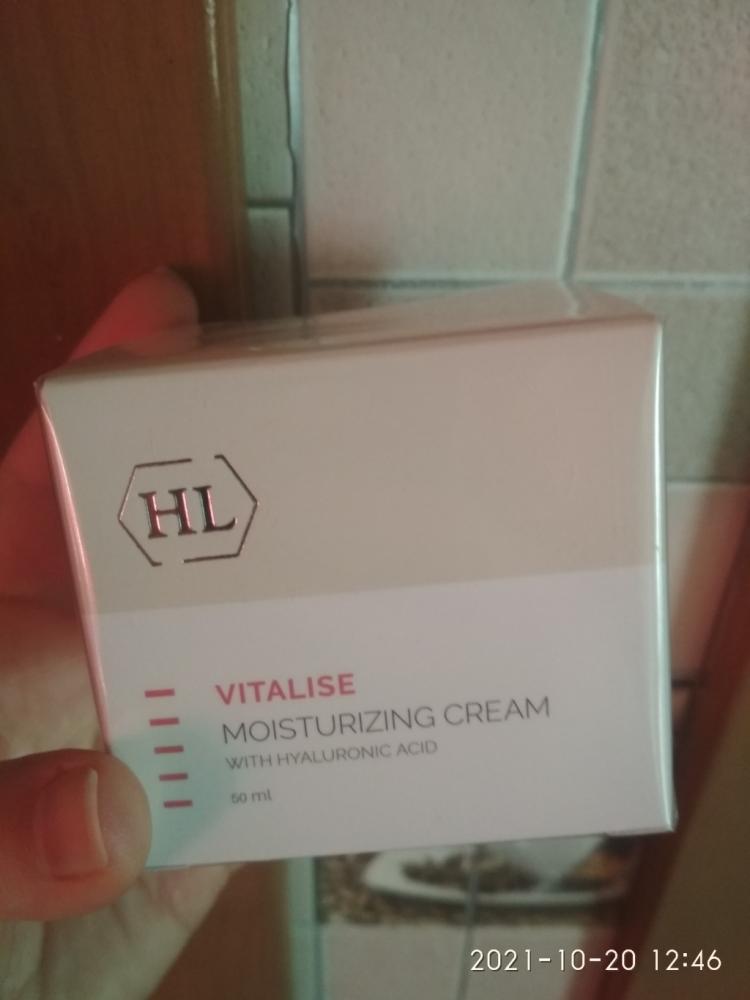 HL
VITALISE
MOISTURIZING CREAM
WITH HYALURONIC ACID
50 ml
2021-10-20 12:46